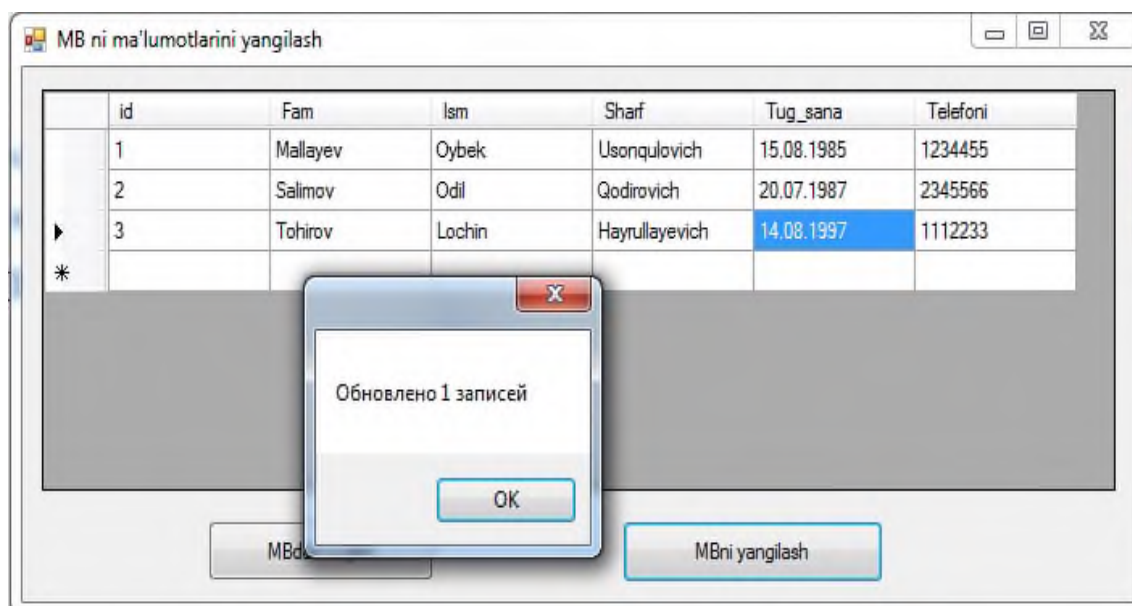 MB ni ma'lumotlarini yangilash
id Fam Ism Sharf Tug_sana Telefoni
1 Mallayev Oybek Usonqulovich 15.08.1985 1234455
2 Salimov Odil Qodirovich 20.07.1987 2345566
3 Tohirov Lochin Hayrullayevich 14.08.1997 1112233
Обновлено 1 записей
OK
MBni yangilash